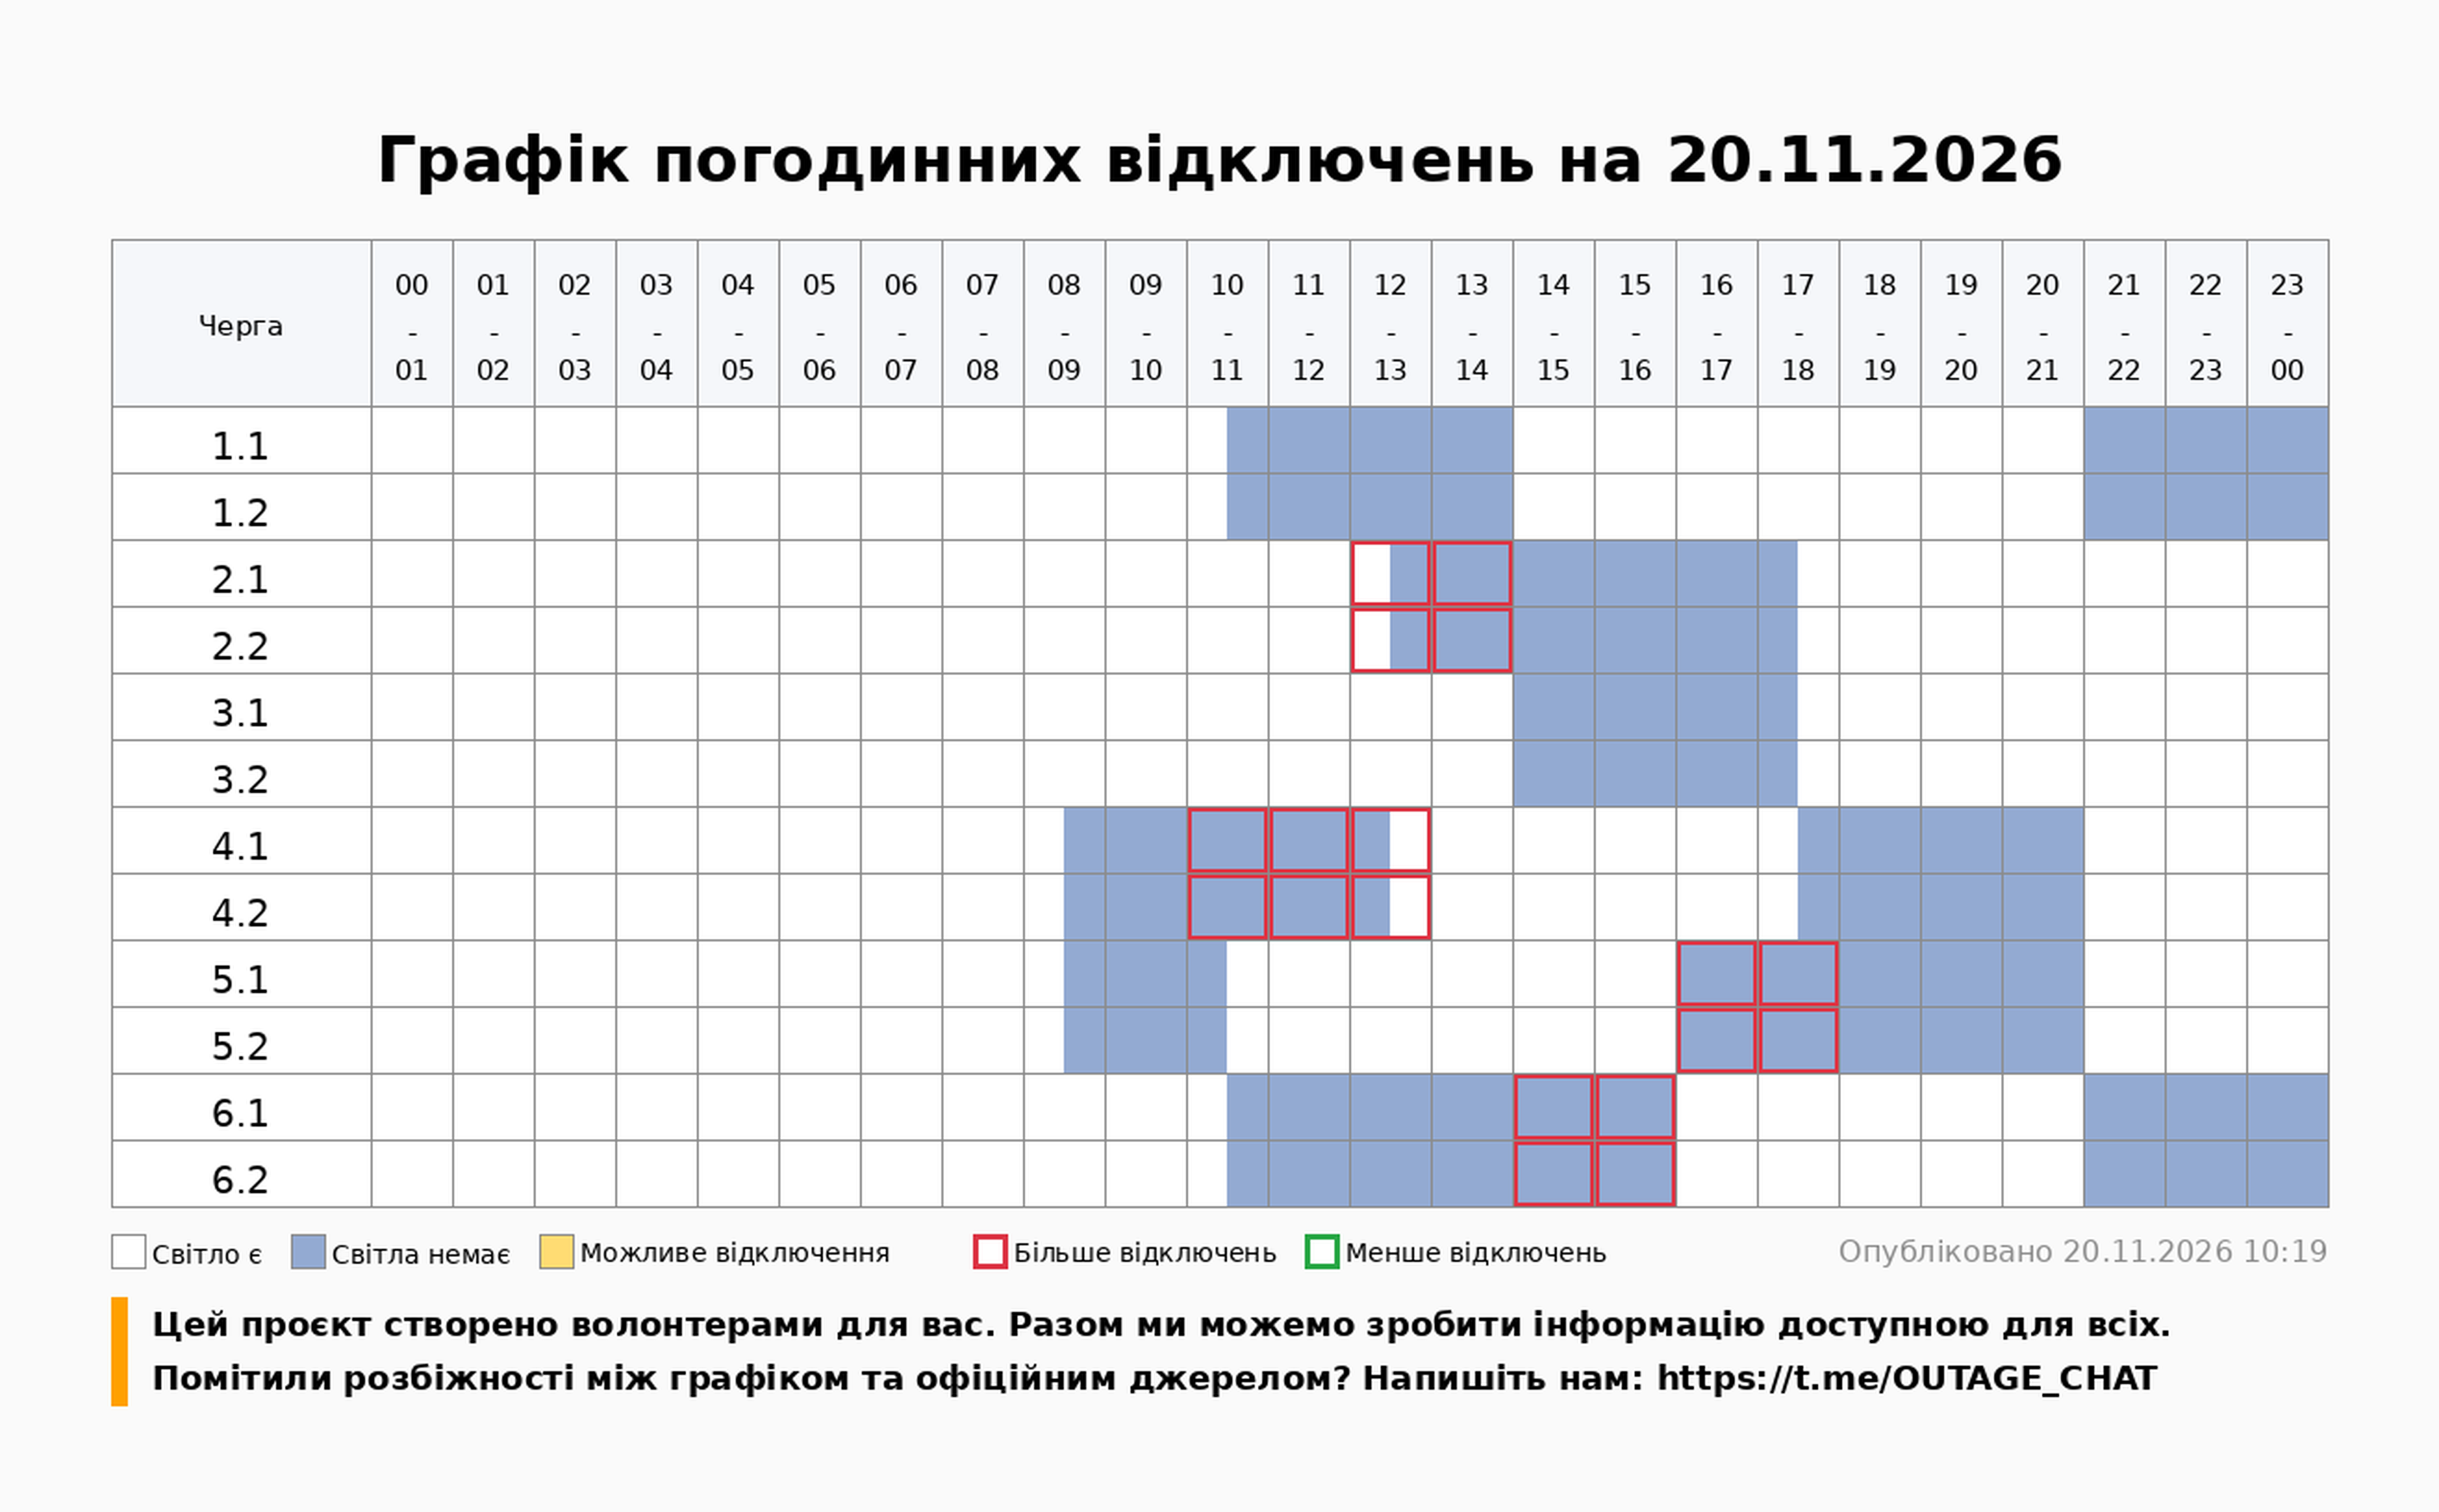 Графік погодинних відключень на 20.11.2026
Черга 00 - 01 01 - 02 02 - 03 03 - 04 04 - 05 05 - 06 06 - 07 07 - 08 08 - 09 09 - 10 10 - 11 11 - 12 12 - 13 13 - 14 14 - 15 15 - 16 16 - 17 17 - 18 18 - 19 19 - 20 20 - 21 21 - 22 22 - 23 23 - 00
1.1
1.2
2.1
2.2
3.1
3.2
4.1
4.2
5.1
5.2
6.1
6.2
Світло є Світла немає Можливе відключення Більше відключень Менше відключень Опубліковано 20.11.2026 10:19
Цей проєкт створено волонтерами для вас. Разом ми можемо зробити інформацію доступною для всіх.
Помітили розбіжності між графіком та офіційним джерелом? Напишіть нам: https://t.me/OUTAGE_CHAT